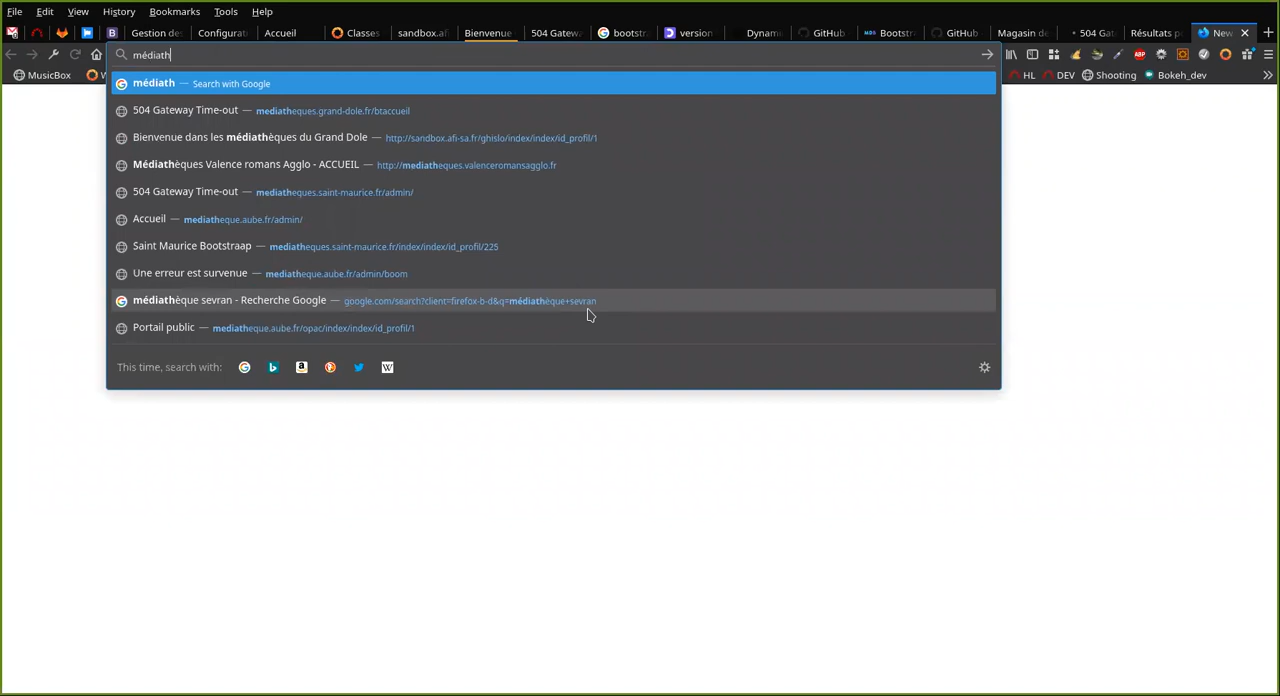 File Edit View History Bookmarks Tools Help
Gestion de Configurat Accueil Classes sandbox.af Bienvenue 504 Gatew bootstr version Dynam GitHub Bootstr GitHub Magasin de 504 Gat Résultats p New
médiath
MusicBox HL DEV Shooting Bokeh_dev
médiath — Search with Google
504 Gateway Time-out — mediatheques.grand-dole.fr/btaccueil
Bienvenue dans les médiathèques du Grand Dole — http://sandbox.afi-sa.fr/ghislo/index/index/id_profil/1
Médiathèques Valence romans Agglo - ACCUEIL — http://mediatheques.valenceromansagglo.fr
504 Gateway Time-out — mediatheques.saint-maurice.fr/admin/
Accueil — mediatheque.aube.fr/admin/
Saint Maurice Bootstraap — mediatheques.saint-maurice.fr/index/index/id_profil/225
Une erreur est survenue — mediatheque.aube.fr/admin/boom
médiathèque sevran - Recherche Google — google.com/search?client=firefox-b-d&q=médiathèque+sevran
Portail public — mediatheque.aube.fr/opac/index/index/id_profil/1
This time, search with: